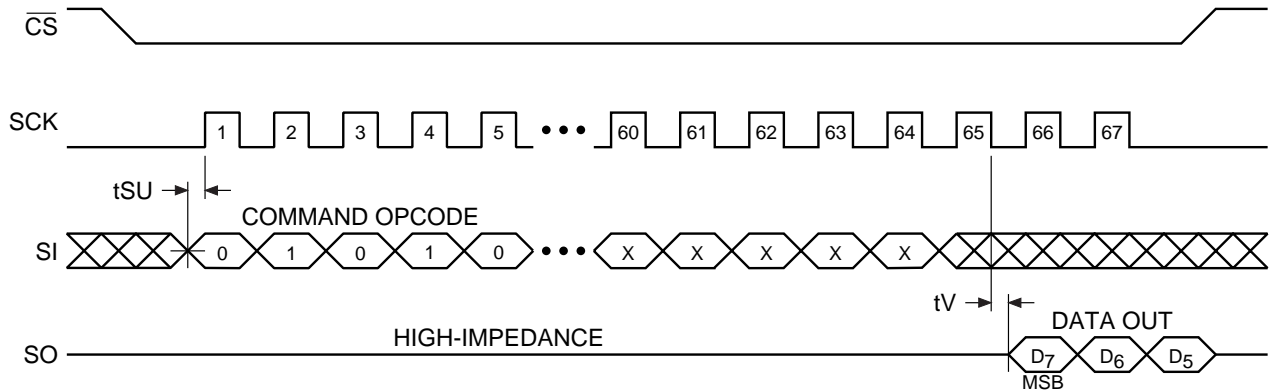 CS
SCK 1 2 3 4 5 ••• 60 61 62 63 64 65 66 67
tSU
COMMAND OPCODE
SI 0 1 0 1 0 ••• X X X X X
tV
HIGH-IMPEDANCE DATA OUT
SO D7 D6 D5
MSB